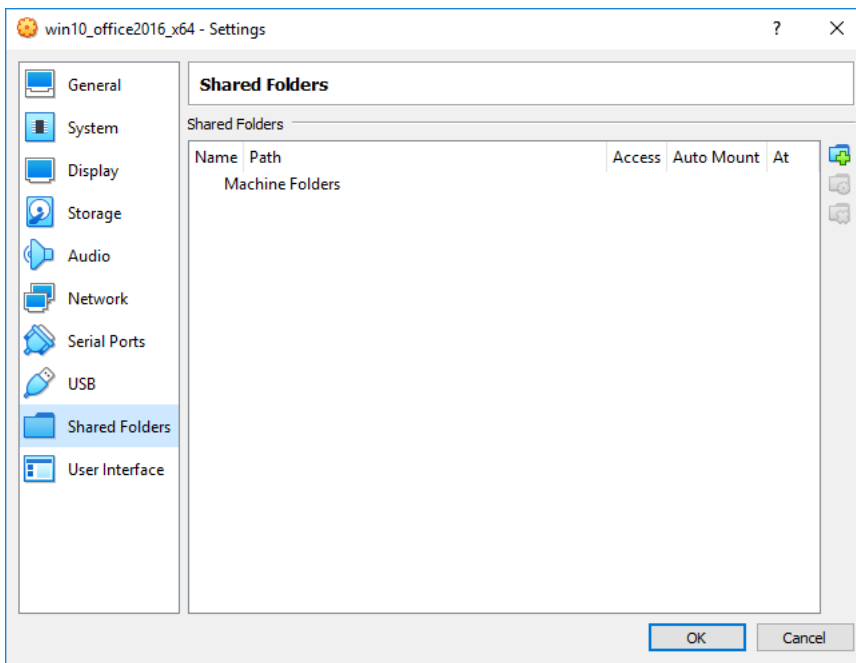 win10_office2016_x64 - Settings
?
General
System
Display
Storage
Audio
Network
Serial Ports
USB
Shared Folders
User Interface
Shared Folders
Shared Folders
Name Path Access Auto Mount At
Machine Folders
OK Cancel